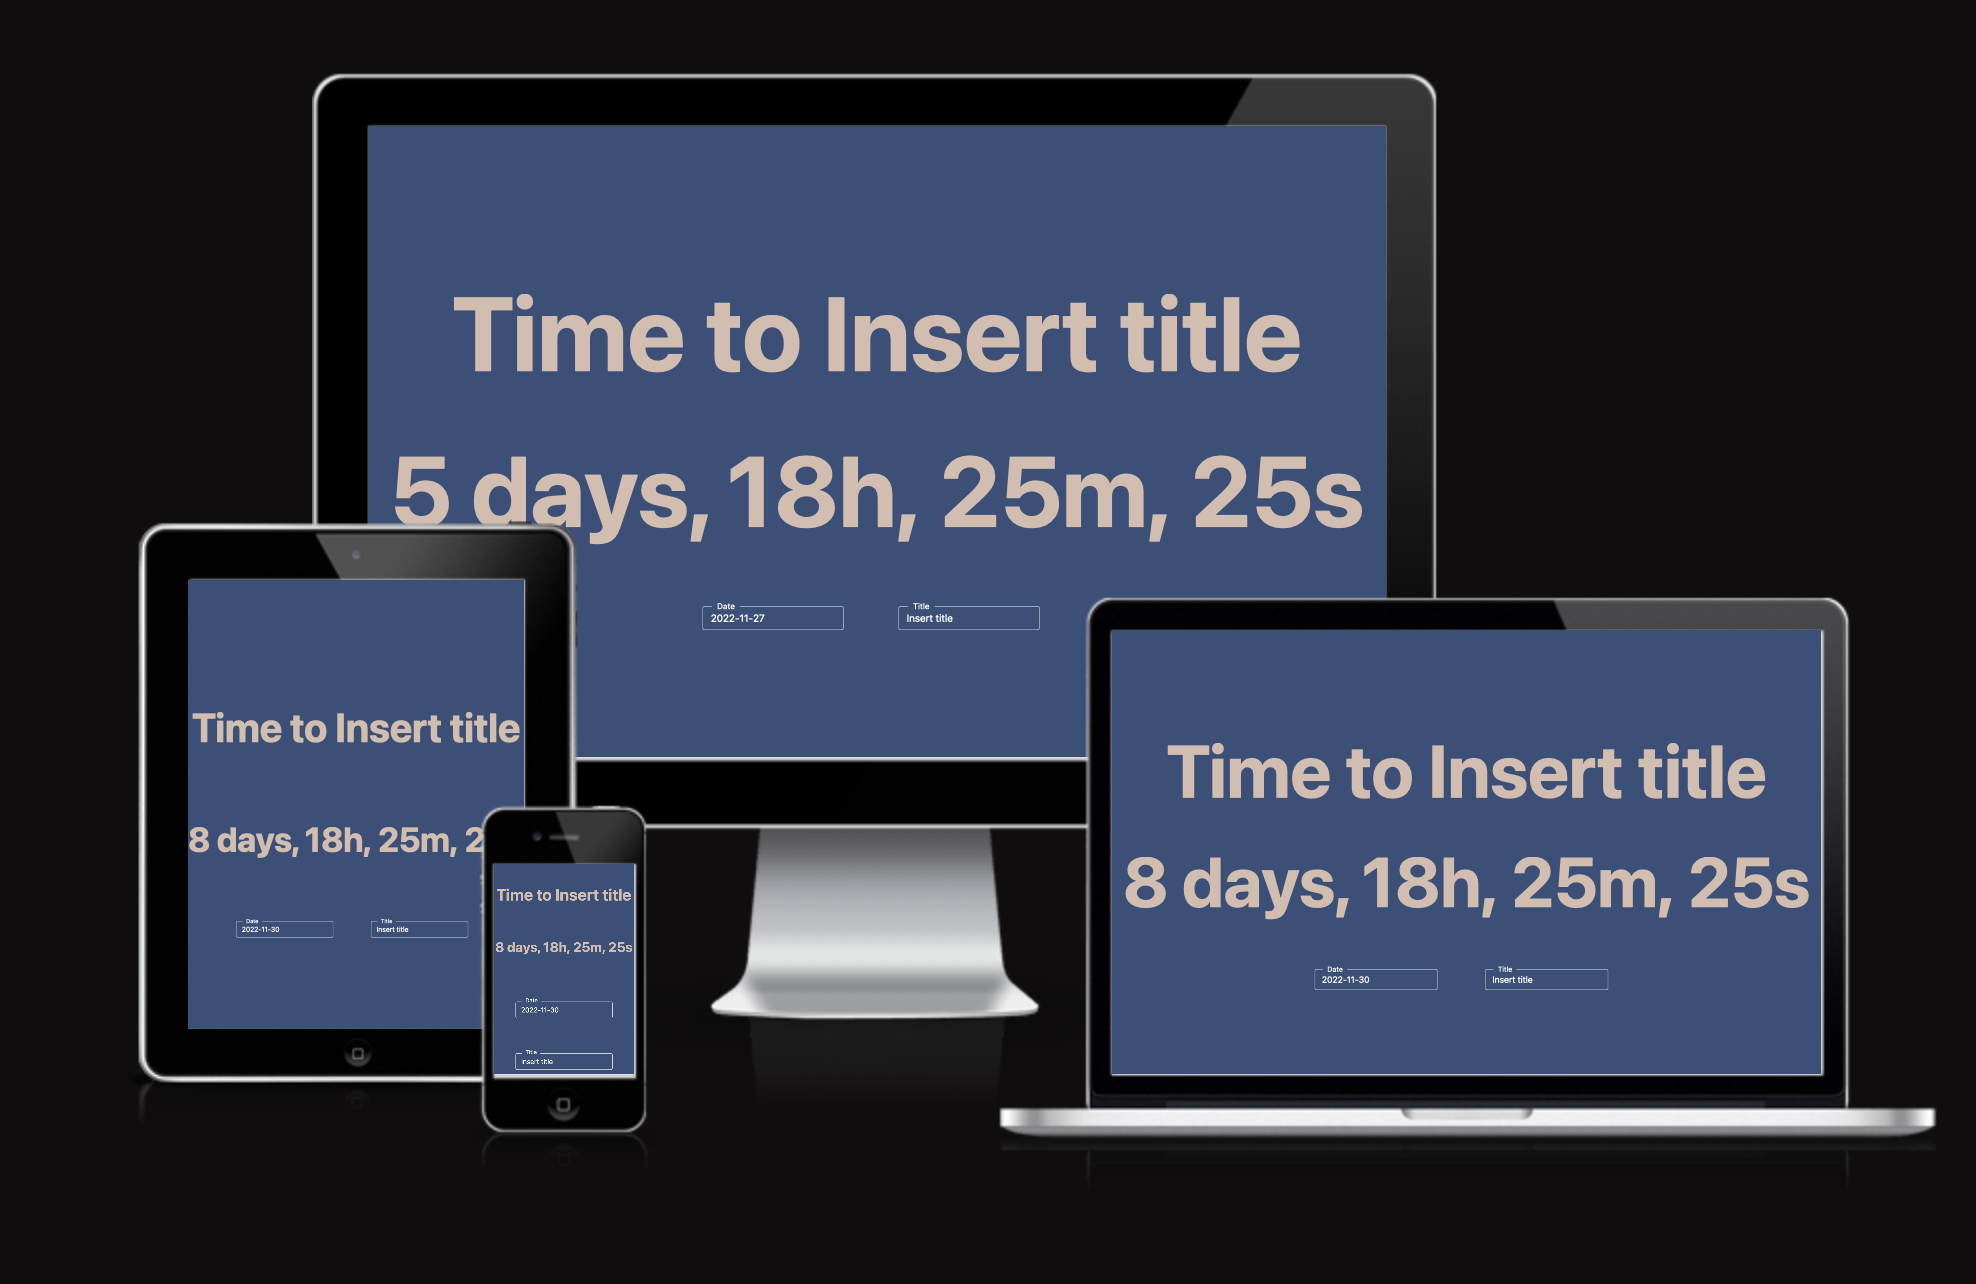 Time to Insert title
5 days, 18h, 25m, 25s
Date
2022-11-27
Title
Insert title
Time to Insert title
8 days, 18h, 25m,
Date
2022-11-30
Title
Insert title
Time to Insert title
8 days, 18h, 25m, 25s
Date
2022-11-30
Title
Insert title
Time to Insert title
8 days, 18h, 25m, 25s
Date
2022-11-30
Title
Insert title